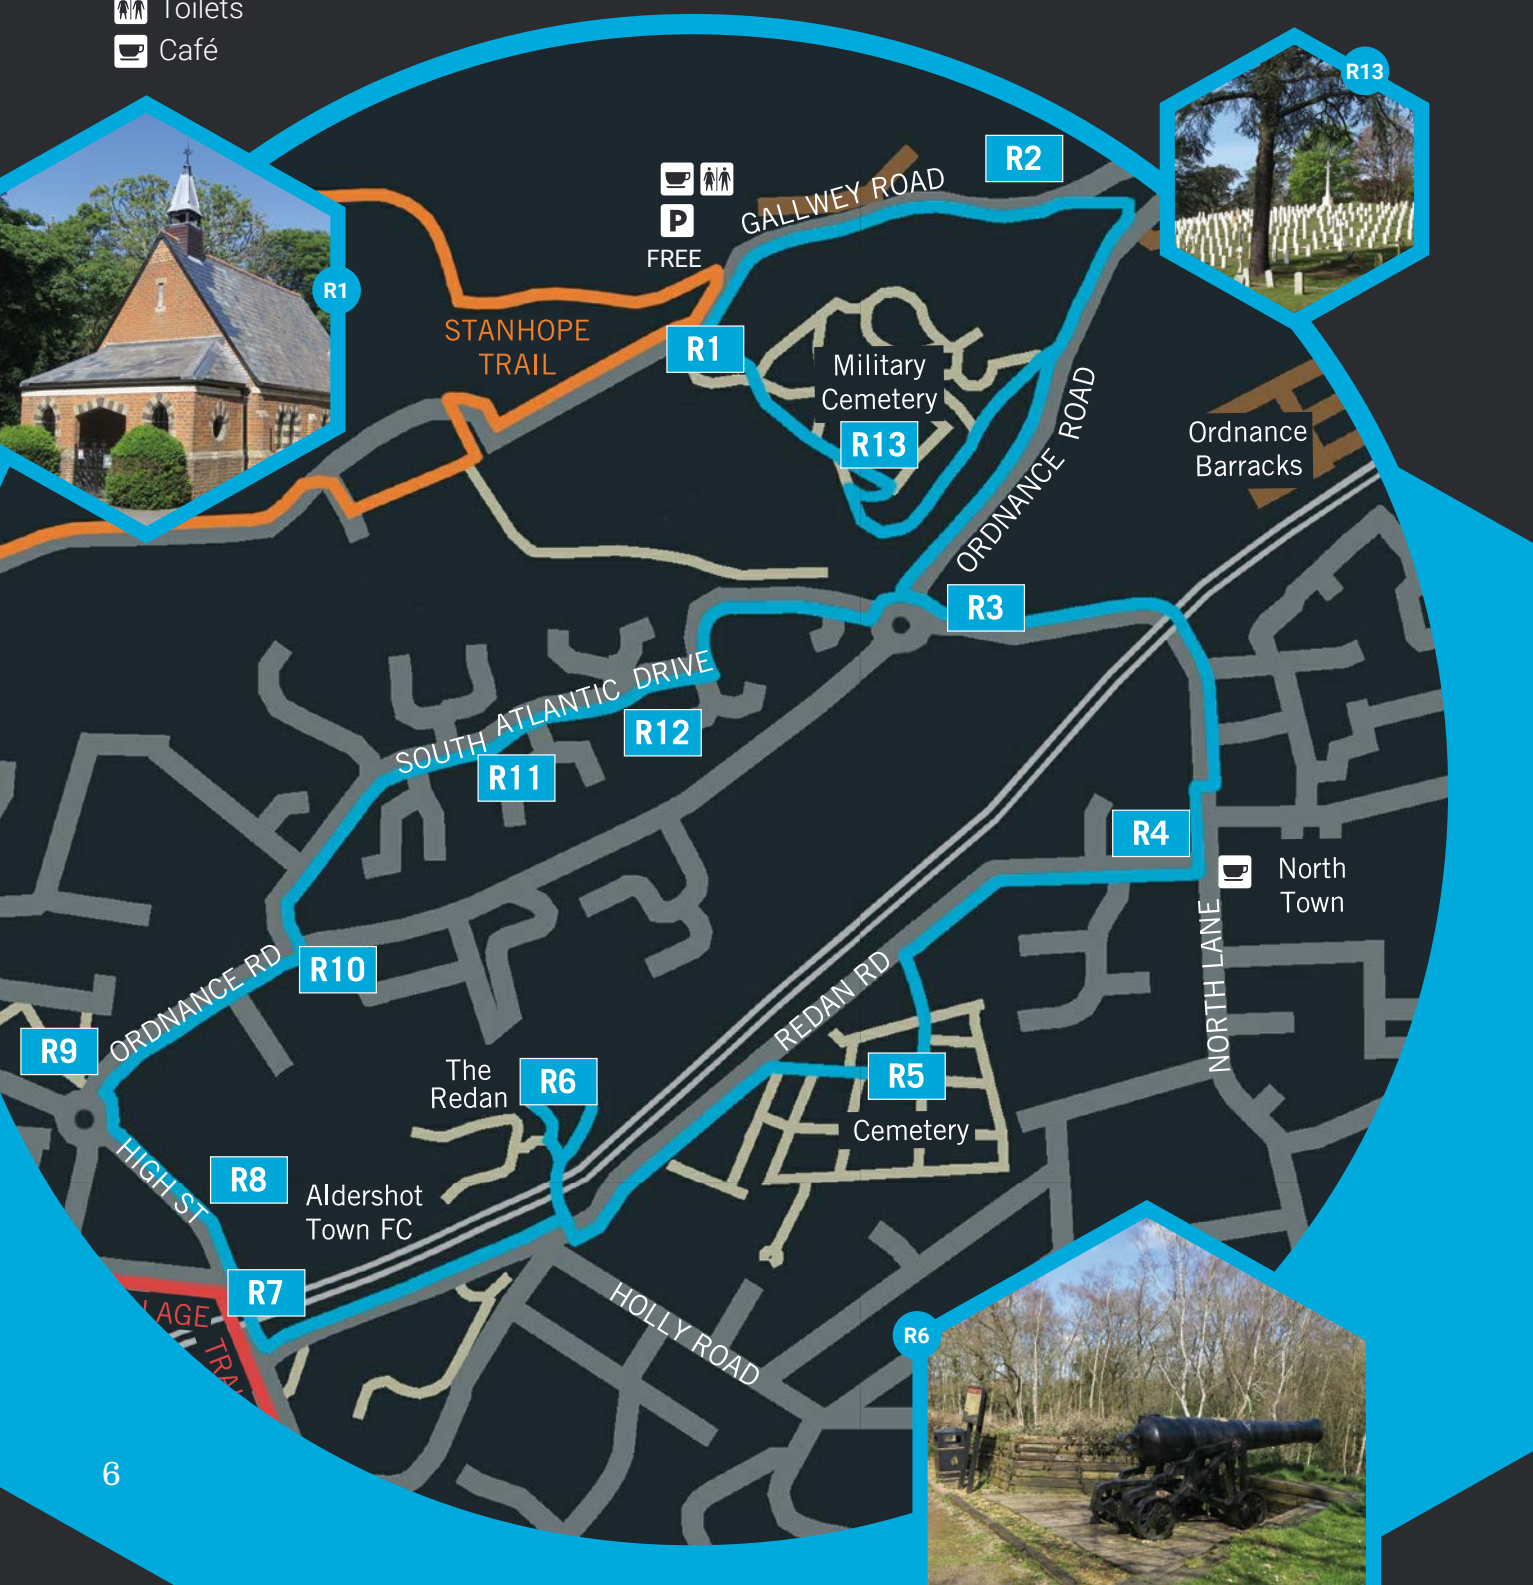 Toilets
Café
R13
R2
GALLWEY ROAD
P
FREE
R1
STANHOPE
TRAIL
R1
Military
Cemetery
R13
ORDNANCE ROAD
Ordnance
Barracks
R3
SOUTH ATLANTIC DRIVE
R12
R11
R4
North
Town
NORTH LANE
R10
ORDNANCE RD
REDAN RD
R9
The
Redan
R6
R5
Cemetery
HIGH ST
R8
Aldershot
Town FC
R7
LAGE
TRAI
HOLLY ROAD
R6
6